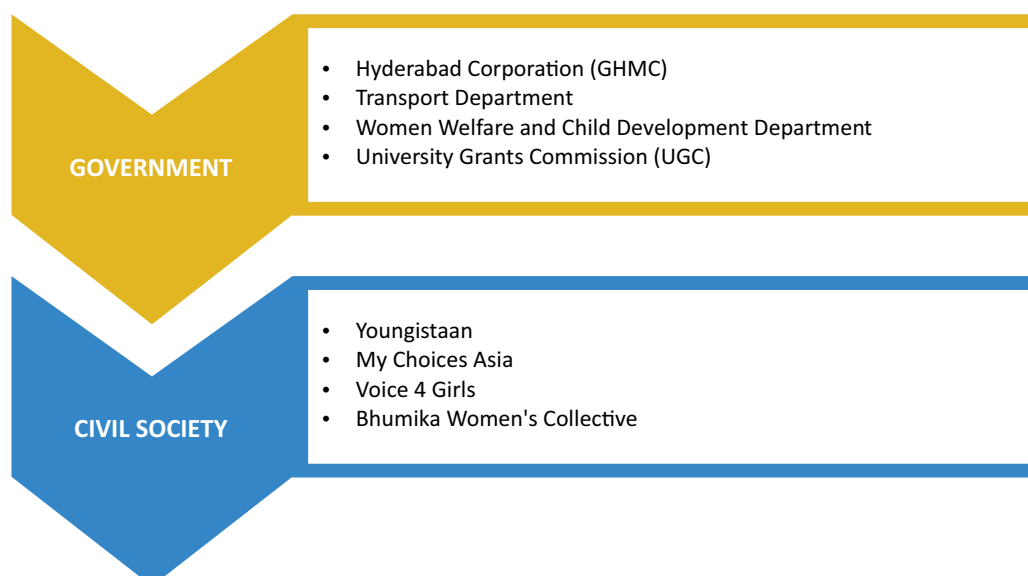 GOVERNMENT
• Hyderabad Corporation (GHMC)
• Transport Department
• Women Welfare and Child Development Department
• University Grants Commission (UGC)
CIVIL SOCIETY
• Youngistaan
• My Choices Asia
• Voice 4 Girls
• Bhumika Women's Collective